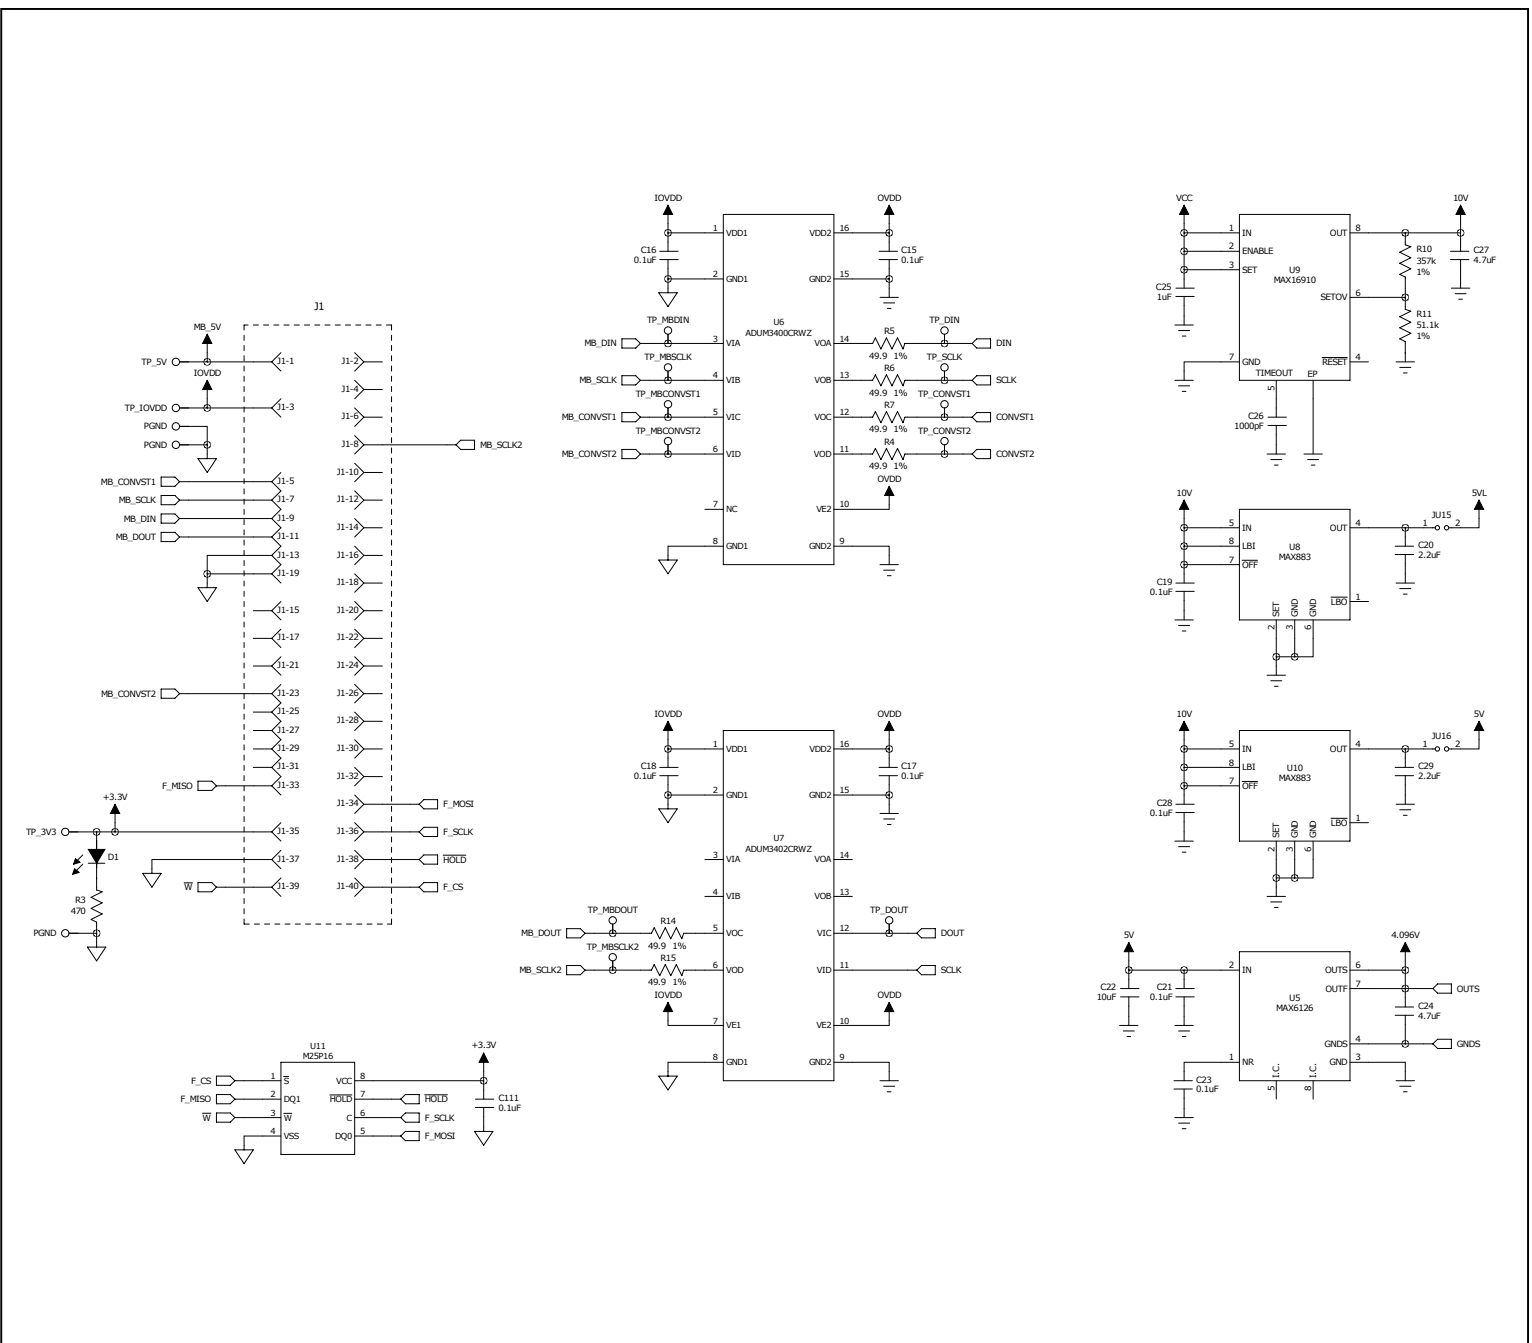 J1
MB_5V
TP_5V
J1-1
J1-2
IOVDD
J1-4
TP_IOVDD
J1-3
J1-6
PGND
PGND
J1-8
MB_SCLK2
J1-10
MB_CONVST1
J1-5
MB_SCLK
J1-7
J1-12
MB_DIN
J1-9
J1-14
MB_DOUT
J1-11
J1-13
J1-16
J1-19
J1-18
J1-15
J1-20
J1-17
J1-22
J1-21
J1-24
MB_CONVST2
J1-23
J1-26
J1-25
J1-28
J1-27
J1-29
J1-30
J1-31
J1-32
F_MISO
J1-33
+3.3V
J1-34
F_MOSI
TP_3V3
J1-35
J1-36
F_SCLK
D1
J1-37
J1-38
HOLD
W
J1-39
J1-40
F_CS
R3
470
PGND
U11
M25P16
+3.3V
F_CS
1
S
VCC
8
F_MISO
2
DQ1
HOLD
7
HOLD
W
3
W
C
6
F_SCLK
4
VSS
DQ0
5
F_MOSI
C111
0.1uF
IOVDD
OVDD
1
VDD1
VDD2
16
C16
0.1uF
C15
0.1uF
2
GND1
GND2
15
U6
ADUM3400CRWZ
TP_MBDIN
MB_DIN
3
VIA
VOA
14
R5
49.9 1%
TP_DIN
DIN
TP_MBSCLK
MB_SCLK
4
VIB
VOB
13
R6
49.9 1%
TP_SCLK
SCLK
TP_MBCONVST1
MB_CONVST1
5
VIC
VOC
12
R7
49.9 1%
TP_CONVST1
CONVST1
TP_MBCONVST2
MB_CONVST2
6
VID
VOD
11
R4
49.9 1%
TP_CONVST2
CONVST2
OVDD
7
NC
VE2
10
8
GND1
GND2
9
IOVDD
OVDD
1
VDD1
VDD2
16
C18
0.1uF
C17
0.1uF
2
GND1
GND2
15
U7
ADUM3402CRWZ
3
VIA
VOA
14
4
VIB
VOB
13
TP_MBDOUT
MB_DOUT
R14
49.9 1%
5
VOC
VIC
12
TP_DOUT
DOUT
TP_MBSCLK2
MB_SCLK2
R15
49.9 1%
6
VOD
VID
11
SCLK
IOVDD
OVDD
7
VE1
VE2
10
8
GND1
GND2
9
VCC
10V
1
IN
OUT
8
2
ENABLE
3
SET
U9
MAX16910
R10
357k
1%
C27
4.7uF
C25
1uF
SETOV
6
R11
51.1k
1%
7
GND
RESET
4
TIMEOUT
EP
5
C26
1000pF
10V
5VL
5
IN
OUT
4
1
JU15
2
8
LBI
7
OFF
U8
MAX883
C20
2.2uF
C19
0.1uF
LBO
1
SET
GND
GND
2
3
6
10V
5V
5
IN
OUT
4
1
JU16
2
8
LBI
7
OFF
U10
MAX883
C29
2.2uF
C28
0.1uF
LBO
1
SET
GND
GND
2
3
6
5V
4.096V
2
IN
OUTS
6
OUTF
7
OUTS
C22
10uF
C21
0.1uF
U5
MAX6126
C24
4.7uF
GNDS
4
GNDS
1
NR
GND
3
C23
0.1uF
I.C.
I.C.
5
8